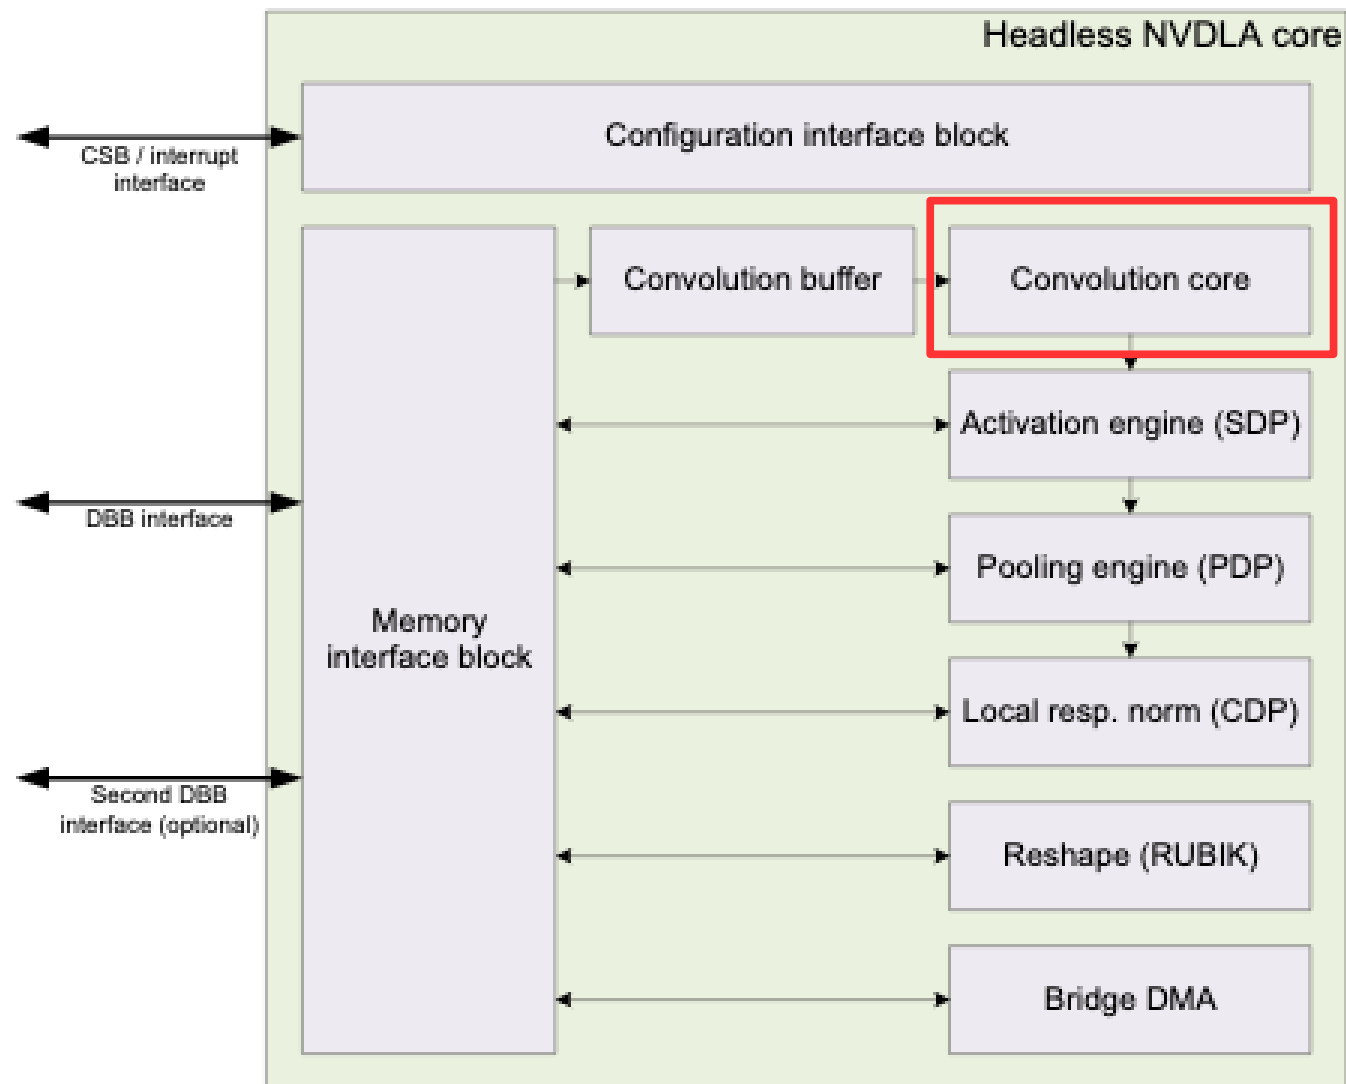 Headless NVDLA core
Configuration interface block
CSB / interrupt
interface
Convolution buffer
Convolution core
Activation engine (SDP)
DBB interface
Pooling engine (PDP)
Memory
interface block
Local resp. norm (CDP)
Second DBB
interface (optional)
Reshape (RUBIK)
Bridge DMA